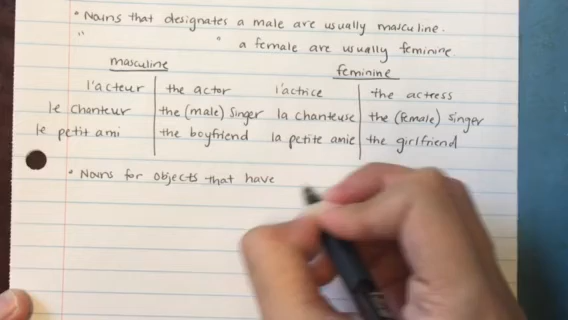 • Nouns that designates a male are usually masculine.
" " a female are usually feminine.
masculine feminine
l'acteur the actor l'actrice the actress
le chanteur the (male) singer la chanteuse the (female) singer
le petit ami the boyfriend la petite amie the girlfriend
• Nouns for objects that have